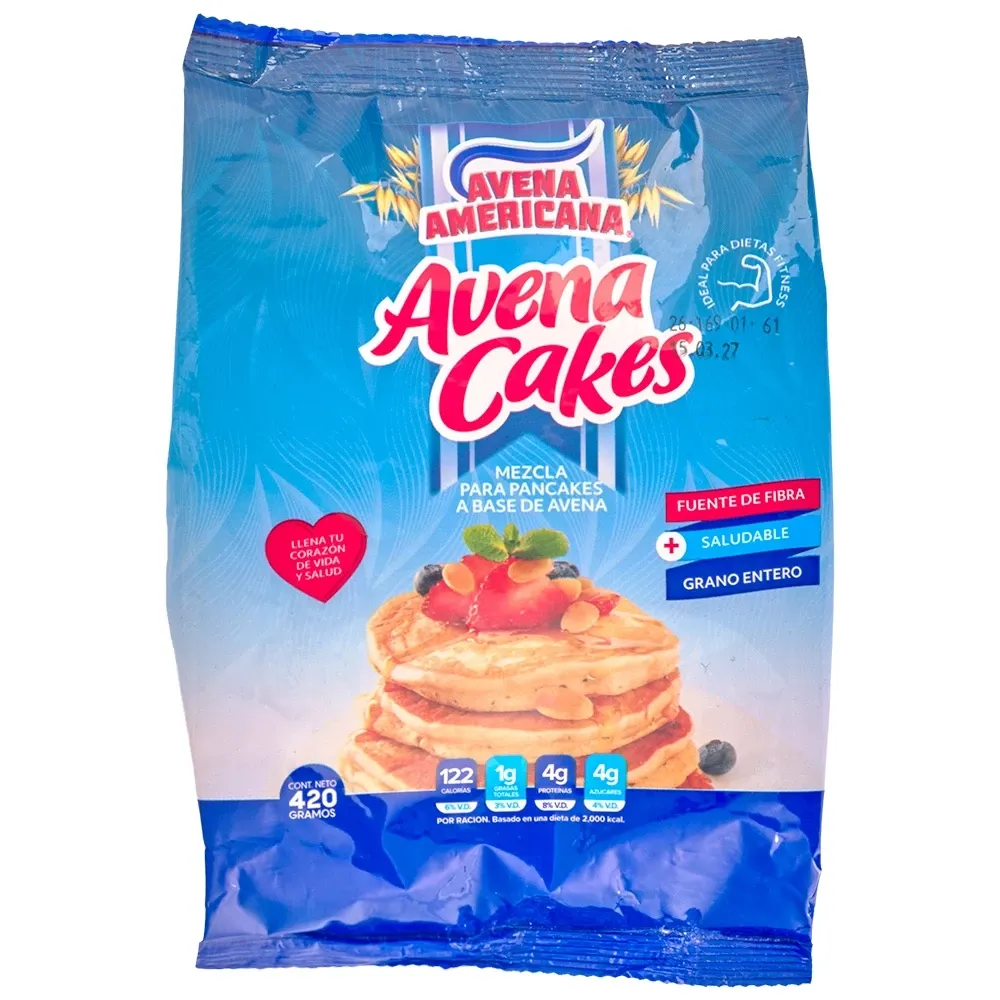 AVENA
AMERICANA
Avena
Cakes
IDEAL PARA DIETAS FITNESS
26·169 01· 61
5.03.27
MEZCLA
PARA PANCAKES
A BASE DE AVENA
FUENTE DE FIBRA
+ SALUDABLE
GRANO ENTERO
LLENA TU
CORAZÓN
DE VIDA
Y SALUD
CONT. NETO
420
GRAMOS
122
CALORÍAS
6% V.D.
1g
GRASAS
TOTALES
3% V.D.
4g
PROTEÍNAS
8% V.D.
4g
AZUCARES
4% V.D.
POR RACION. Basado en una dieta de 2,000 kcal.